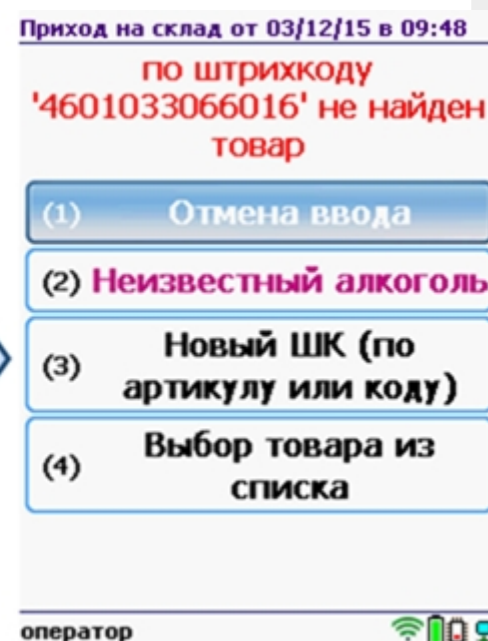 Приход на склад от 03/12/15 в 09:48
по штрихкоду
'4601033066016' не найден
товар
(1) Отмена ввода
(2) Неизвестный алкоголь
(3) Новый ШК (по
артикулу или коду)
(4) Выбор товара из
списка
оператор